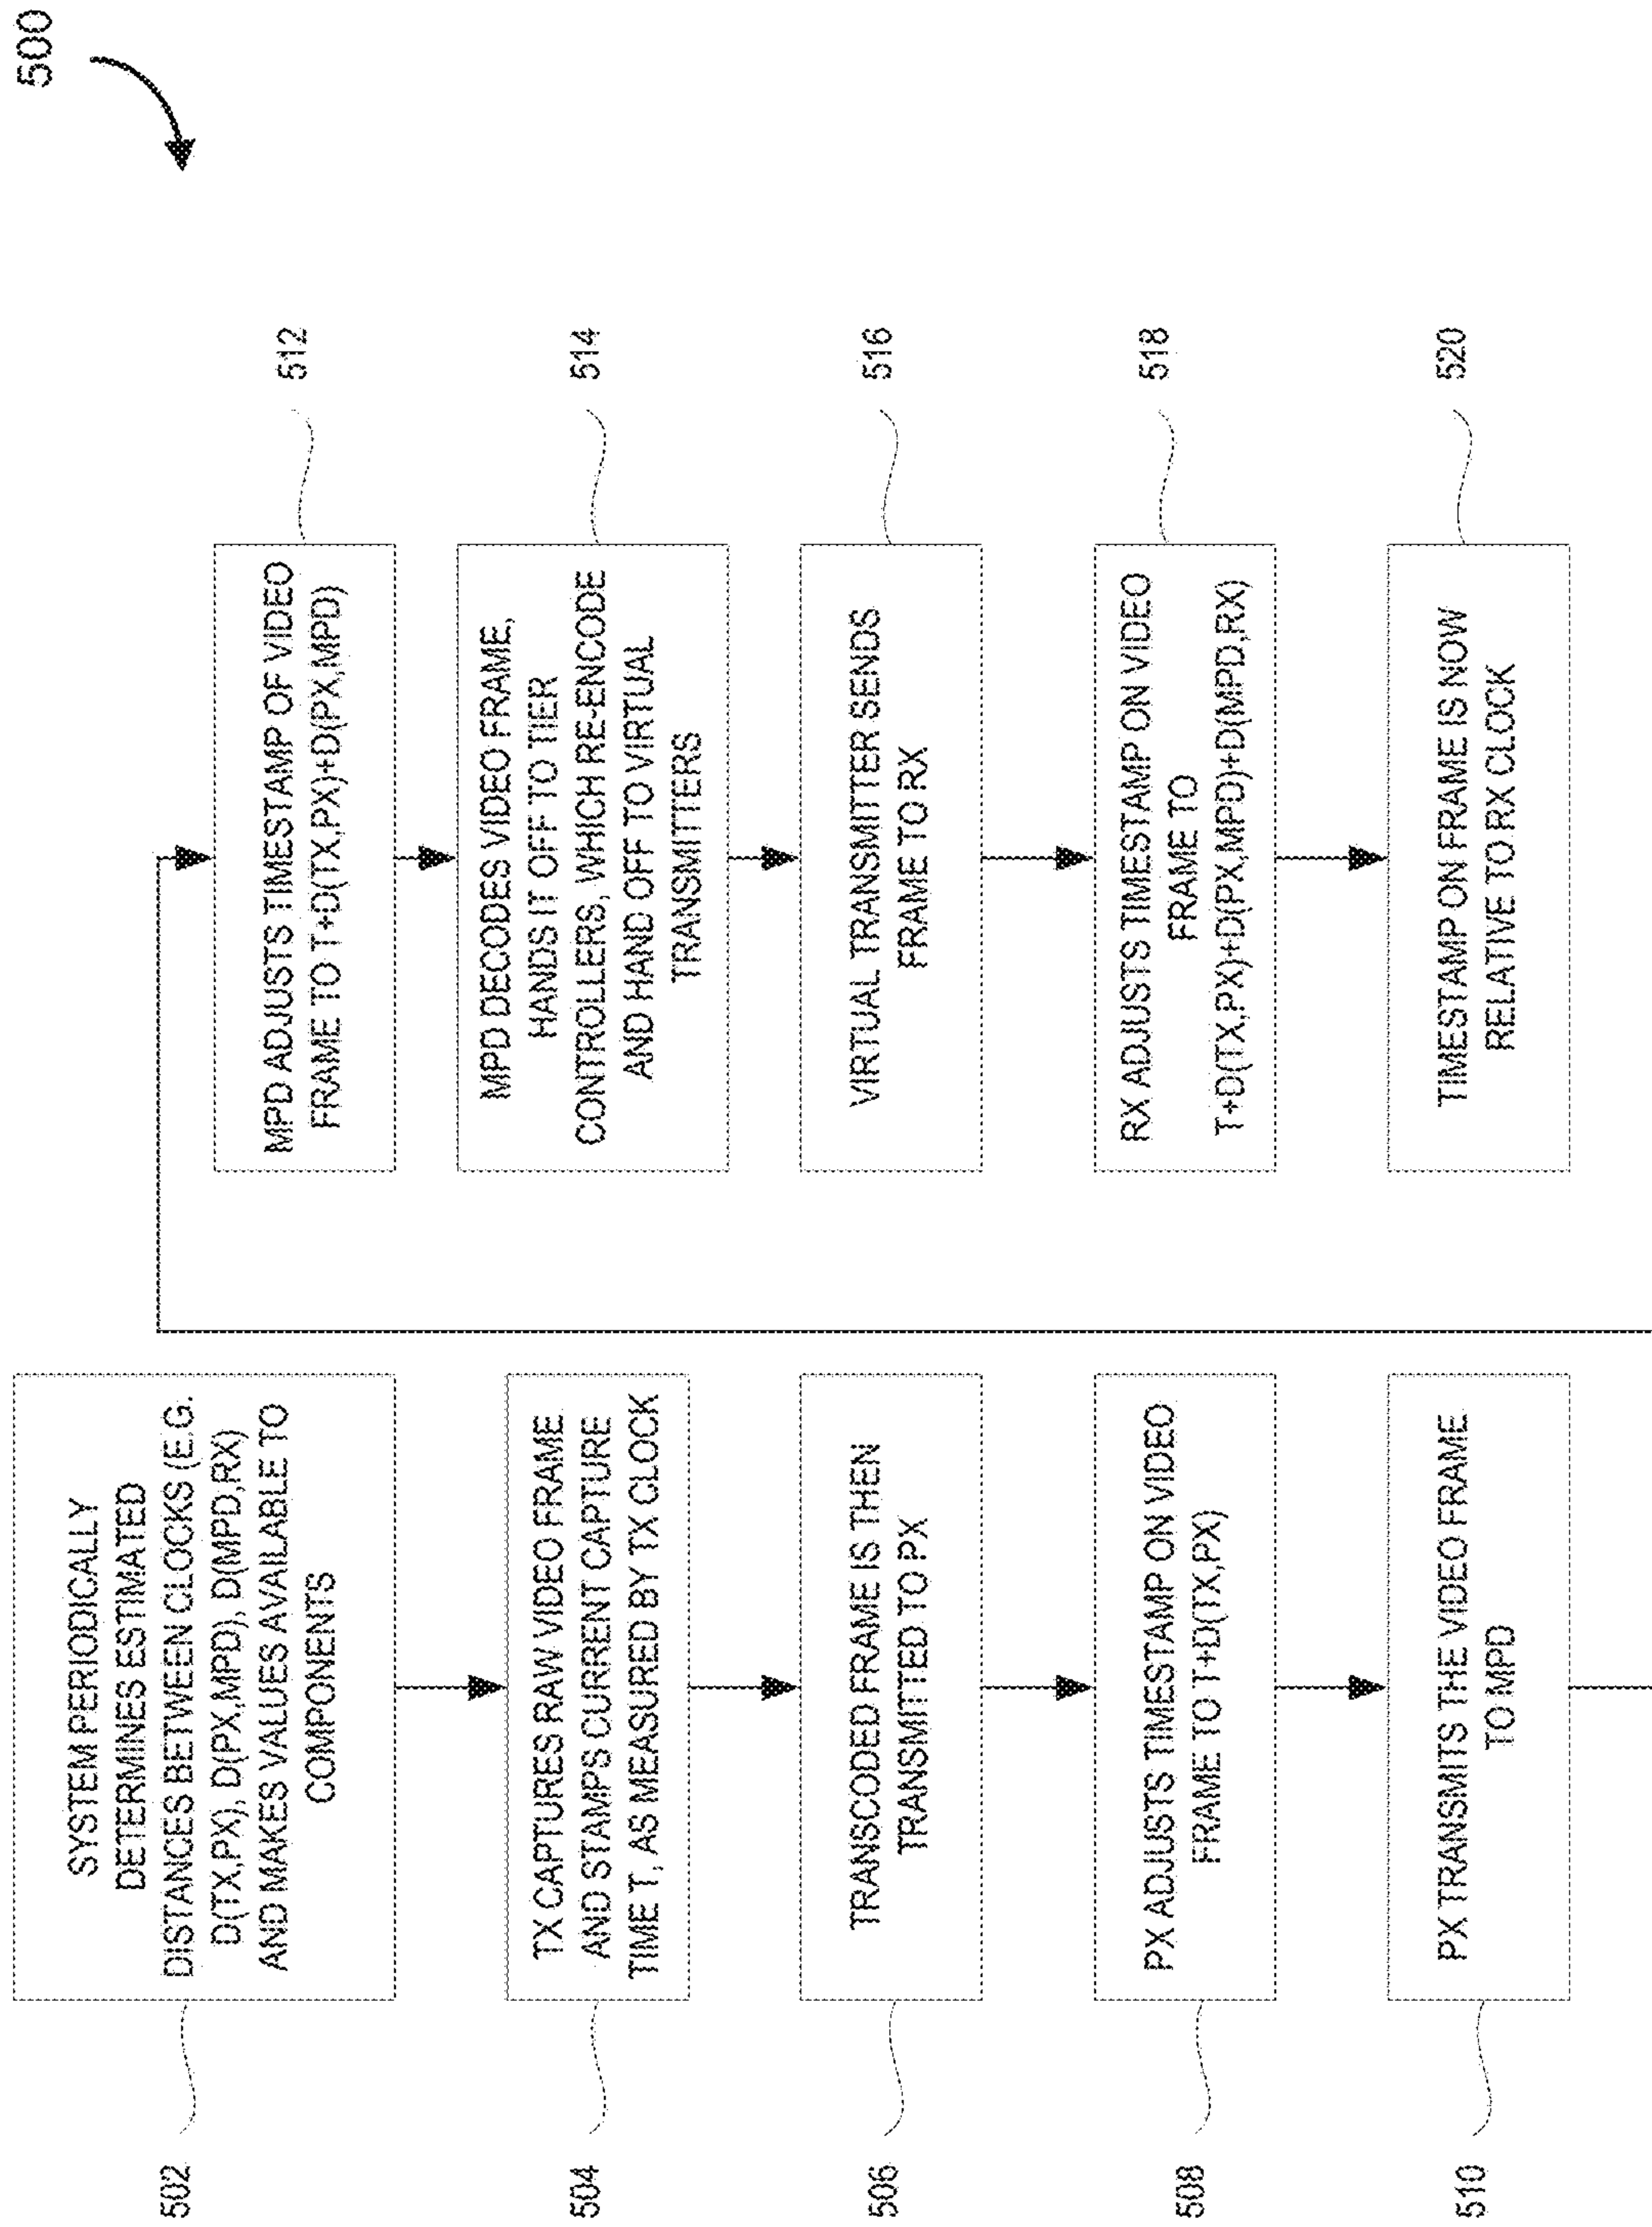 500
502
SYSTEM PERIODICALLY
DETERMINES ESTIMATED
DISTANCES BETWEEN CLOCKS (E.G.
D(TX,PX), D(PX,MPD), D(MPD,RX)
AND MAKES VALUES AVAILABLE TO
COMPONENTS
504
TX CAPTURES RAW VIDEO FRAME
AND STAMPS CURRENT CAPTURE
TIME T, AS MEASURED BY TX CLOCK
506
TRANSCODED FRAME IS THEN
TRANSMITTED TO PX
508
PX ADJUSTS TIMESTAMP ON VIDEO
FRAME TO T+D(TX,PX)
510
PX TRANSMITS THE VIDEO FRAME
TO MPD
512
MPD ADJUSTS TIMESTAMP OF VIDEO
FRAME TO T+D(TX,PX)+D(PX,MPD)
514
MPD DECODES VIDEO FRAME,
HANDS IT OFF TO TIER
CONTROLLERS, WHICH RE-ENCODE
AND HAND OFF TO VIRTUAL
TRANSMITTERS
516
VIRTUAL TRANSMITTER SENDS
FRAME TO RX
518
RX ADJUSTS TIMESTAMP ON VIDEO
FRAME TO
T+D(TX,PX)+D(PX,MPD)+D(MPD,RX)
520
TIMESTAMP ON FRAME IS NOW
RELATIVE TO RX CLOCK